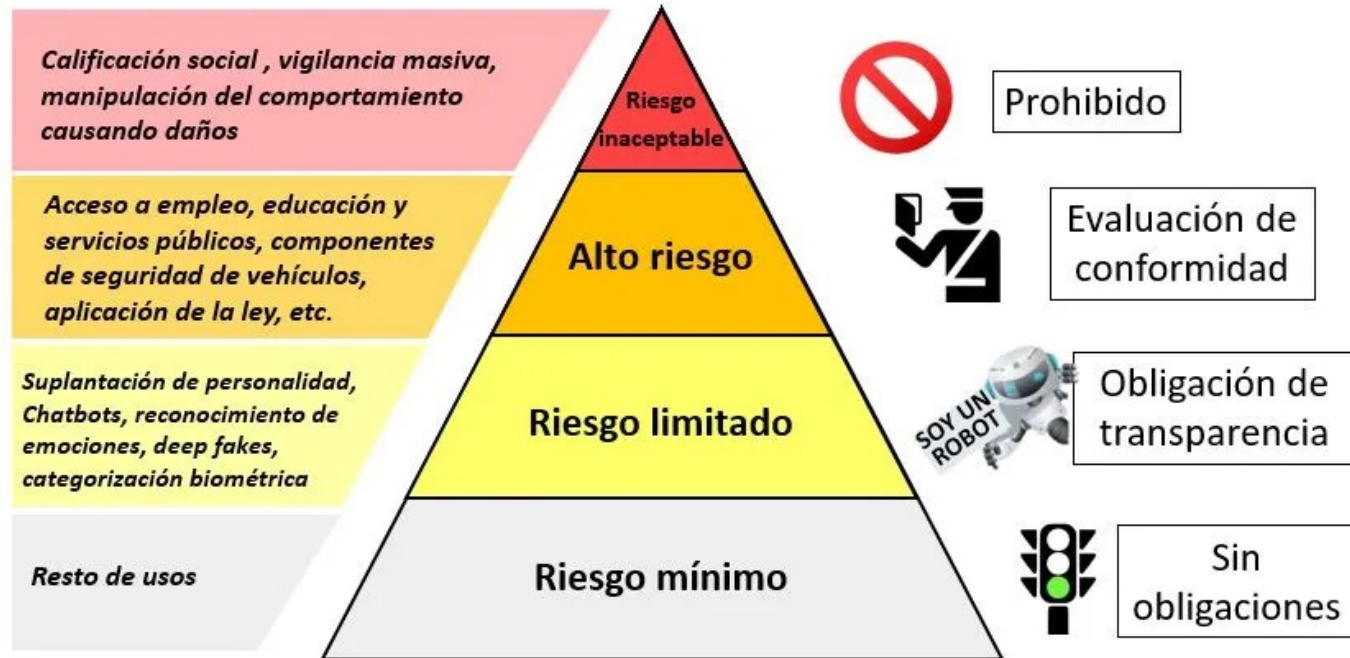 Calificación social , vigilancia masiva,
manipulación del comportamiento
causando daños
Riesgo
inaceptable
Prohibido
Acceso a empleo, educación y
servicios públicos, componentes
de seguridad de vehículos,
aplicación de la ley, etc.
Alto riesgo
Evaluación de
conformidad
Suplantación de personalidad,
Chatbots, reconocimiento de
emociones, deep fakes,
categorización biométrica
Riesgo limitado
SOY UN
ROBOT
Obligación de
transparencia
Resto de usos
Riesgo mínimo
Sin
obligaciones